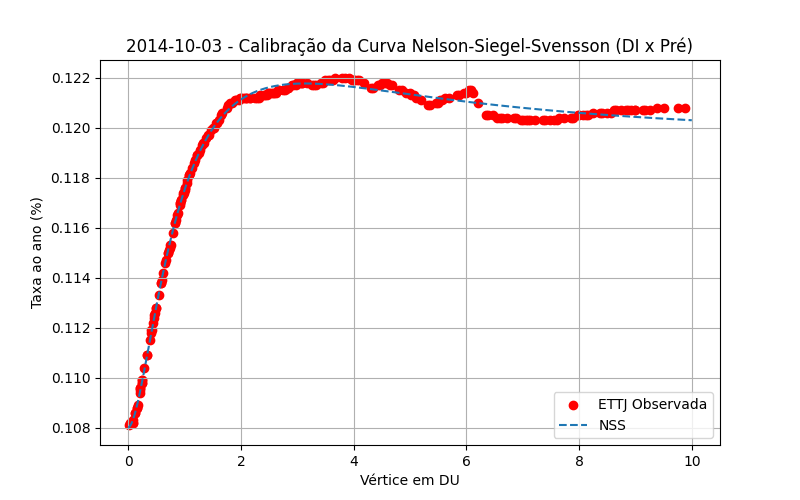 2014-10-03 - Calibração da Curva Nelson-Siegel-Svensson (DI x Pré)
0.122
0.120
0.118
0.116
0.114
0.112
0.110
0.108
Taxa ao ano (%)
ETTJ Observada
NSS
0 2 4 6 8 10
Vértice em DU